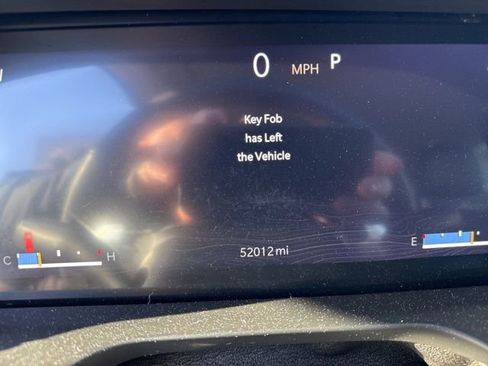 0 MPH P
Key Fob
has Left
the Vehicle
52012 mi
C H
E